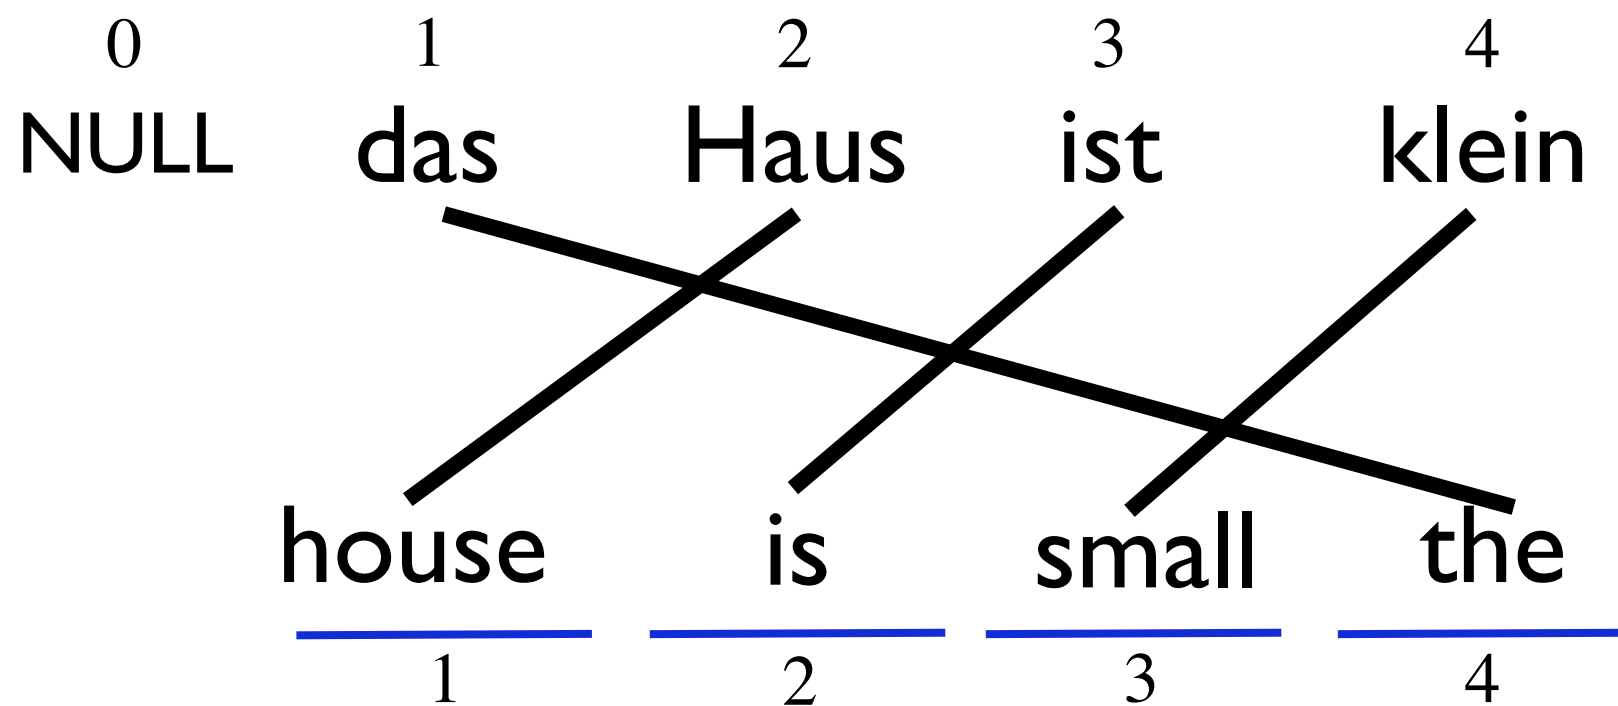 0 1 2 3 4
NULL das Haus ist klein
house is small the
1 2 3 4